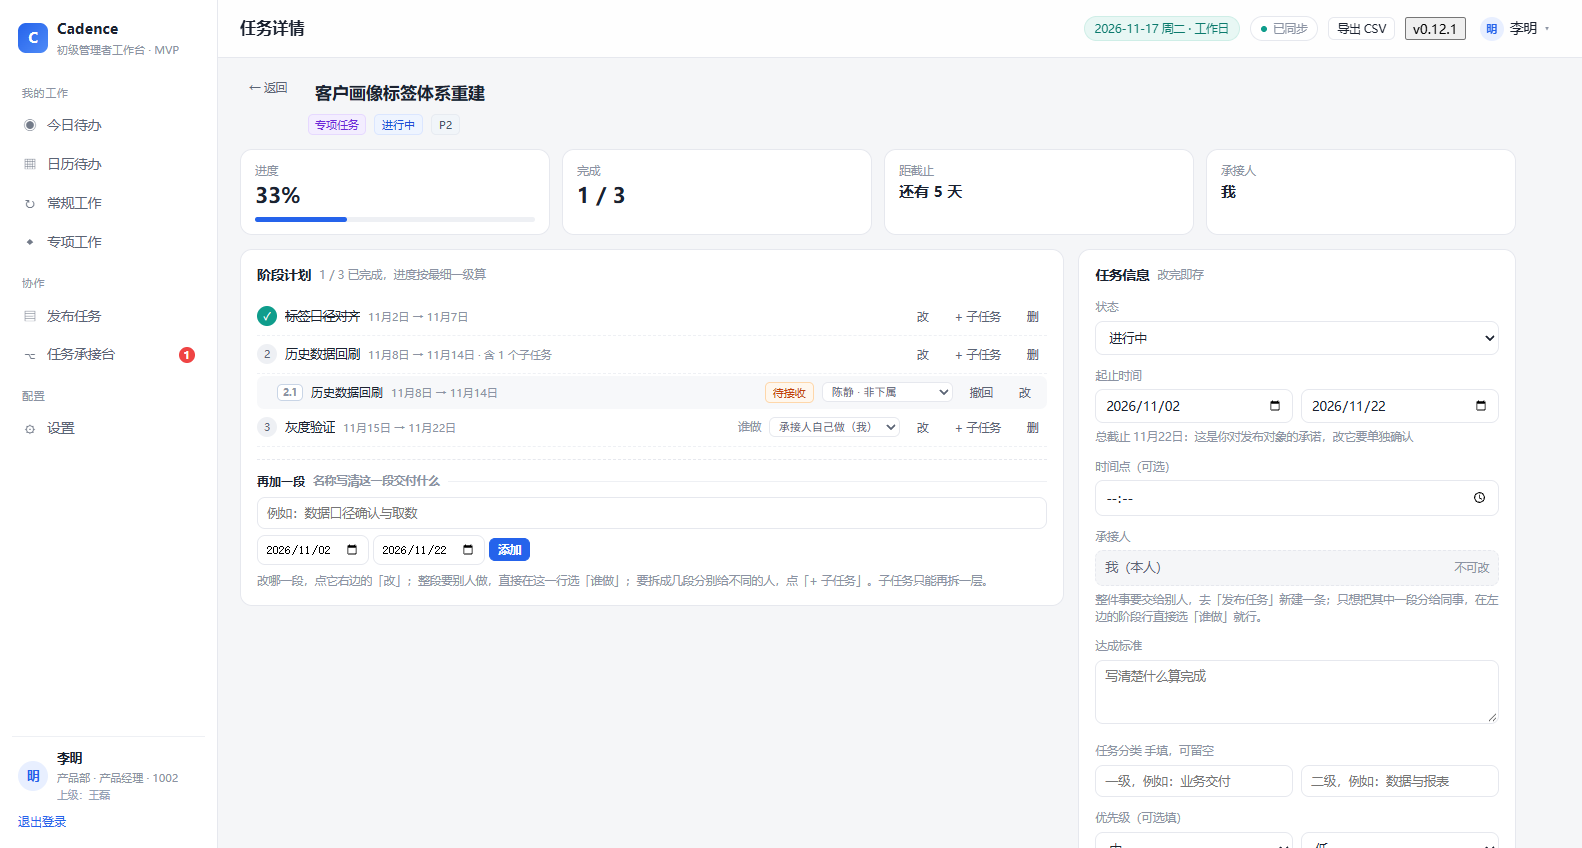 C
Cadence
初级管理者工作台 · MVP
我的工作
今日待办
日历待办
常规工作
专项工作
协作
发布任务
任务承接台
1
配置
设置
明
李明
产品部 · 产品经理 · 1002
上级：王磊
退出登录
任务详情
2026-11-17 周二 · 工作日
已同步
导出 CSV
v0.12.1
明
李明
← 返回
客户画像标签体系重建
专项任务
进行中
P2
进度
33%
完成
1 / 3
距截止
还有 5 天
承接人
我
阶段计划 1 / 3 已完成，进度按最细一级算
✓ 标签口径对齐 11月2日 → 11月7日 改 + 子任务 删
2 历史数据回刷 11月8日 → 11月14日 · 含 1 个子任务 改 + 子任务 删
2.1 历史数据回刷 11月8日 → 11月14日 待接收 陈静 · 非下属 撤回 改
3 灰度验证 11月15日 → 11月22日 谁做 承接人自己做（我） 改 + 子任务 删
再加一段 名称写清这一段交付什么
例如：数据口径确认与取数
2026/11/02 2026/11/22 添加
改哪一段，点它右边的「改」；整段要别人做，直接在这一行选「谁做」；要拆成几段分别给不同的人，点「+ 子任务」。子任务只能再拆一层。
任务信息 改完即存
状态
进行中
起止时间
2026/11/02 2026/11/22
总截止 11月22日：这是你对发布对象的承诺，改它要单独确认
时间点（可选）
--:--
承接人
我（本人） 不可改
整件事要交给别人，去「发布任务」新建一条；只想把其中一段分给同事，在左
边的阶段行直接选「谁做」就行。
达成标准
写清楚什么算完成
任务分类 手填，可留空
一级，例如：业务交付 二级，例如：数据与报表
优先级（可选填）
中 低